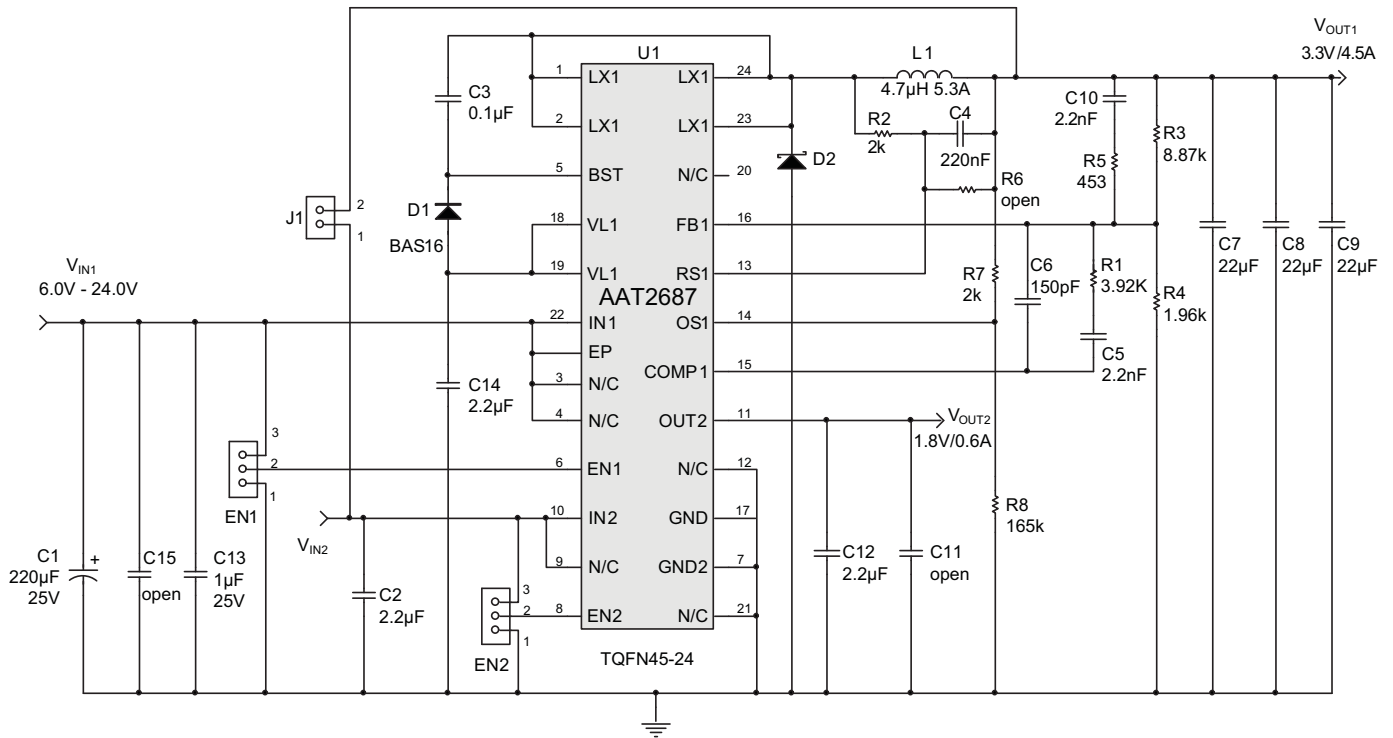 V_OUT1
3.3V/4.5A
U1
L1
4.7µH 5.3A
1
LX1
LX1
24
C3
0.1µF
2
LX1
LX1
23
R2
2k
C4
220nF
C10
2.2nF
R3
8.87k
D2
5
BST
N/C
20
R6
open
R5
453
J1
2
1
D1
BAS16
18
VL1
FB1
16
C7
22µF
C8
22µF
C9
22µF
19
VL1
RS1
13
R7
2k
C6
150pF
R1
3.92K
R4
1.96k
V_IN1
6.0V - 24.0V
AAT2687
22
IN1
OS1
14
EP
C5
2.2nF
C14
2.2µF
3
N/C
COMP1
15
4
N/C
OUT2
11
V_OUT2
1.8V/0.6A
3
2
1
EN1
6
EN1
N/C
12
V_IN2
10
IN2
GND
17
R8
165k
C1
220µF
25V
+
C15
open
C13
1µF
25V
9
N/C
GND2
7
C12
2.2µF
C11
open
C2
2.2µF
3
2
1
EN2
8
EN2
N/C
21
TQFN45-24